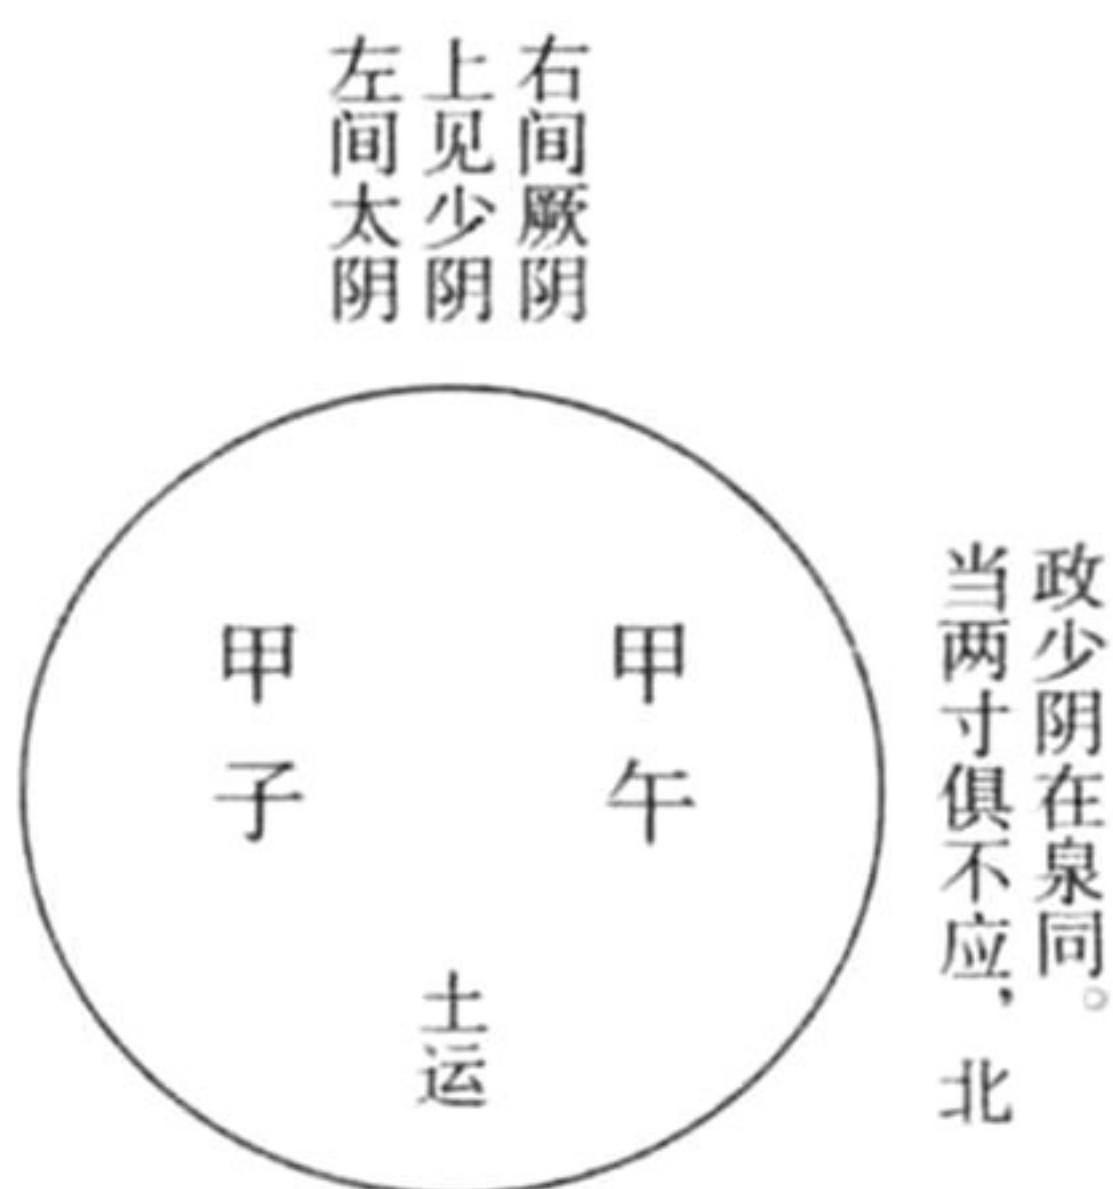 左间太阴
上见少阴
右间厥阴
甲子
甲午
土运
当两寸俱不应，北
政少阴在泉同。